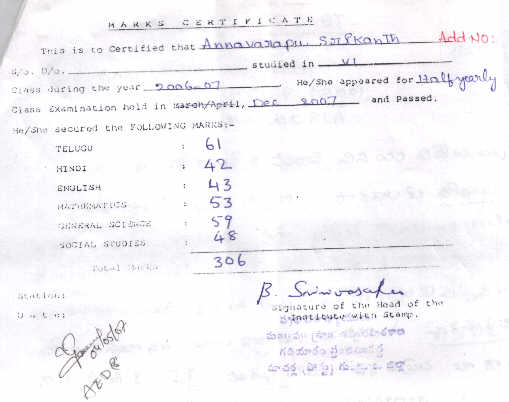 MARKS CERTIFICATE
This is to Certified that Annavarapu Srikanth Add NO:
S/o. D/o. studied in VI
Class during the year 2006-07 He/She appeared for Half yearly
Class Examination held in March/April, Dec 2007 and Passed.
He/She secured the FOLLOWING MARKS:-
TELUGU : 61
HINDI : 42
ENGLISH : 43
MATHEMATICS : 53
GENERAL SCIENCE : 59
SOCIAL STUDIES : 48
Total Marks 306
Station:
Date:
B.
Signature of the Head of the
Institute with Stamp.
04/05/07